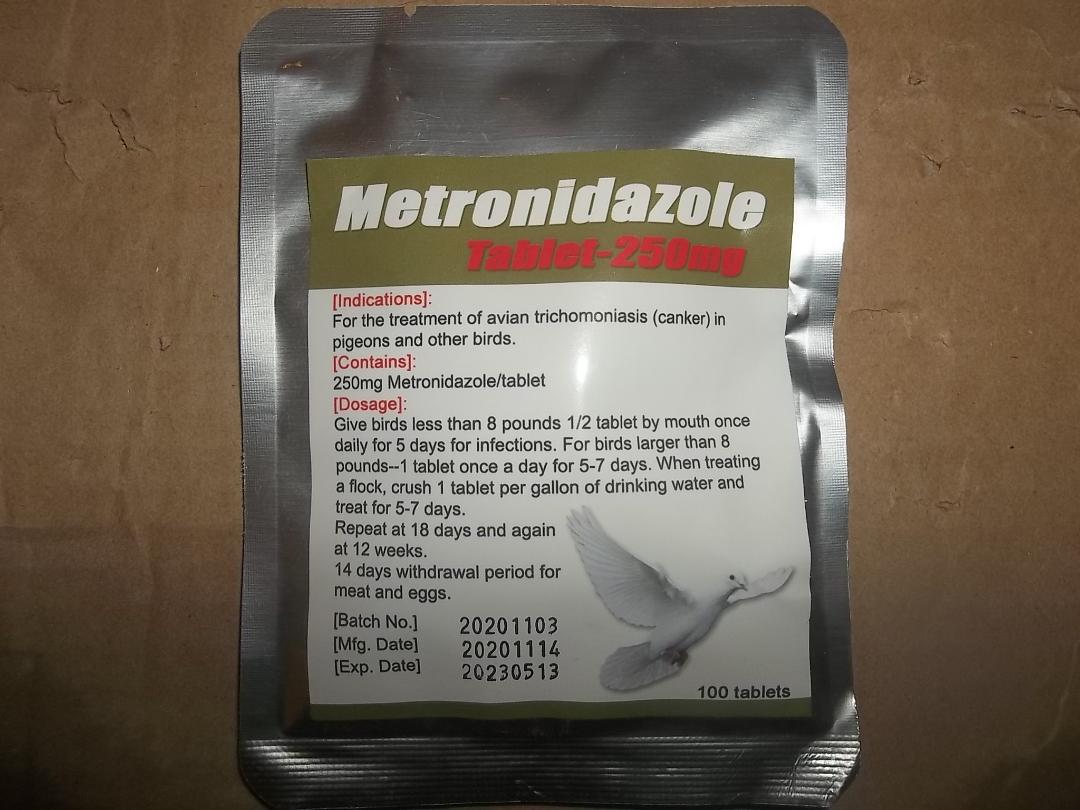 Metronidazole
Tablet-250mg
[Indications]:
For the treatment of avian trichomoniasis (canker) in
pigeons and other birds.
[Contains]:
250mg Metronidazole/tablet
[Dosage]:
Give birds less than 8 pounds 1/2 tablet by mouth once
daily for 5 days for infections. For birds larger than 8
pounds--1 tablet once a day for 5-7 days. When treating
a flock, crush 1 tablet per gallon of drinking water and
treat for 5-7 days.
Repeat at 18 days and again
at 12 weeks.
14 days withdrawal period for
meat and eggs.
[Batch No.] 20201103
[Mfg. Date] 20201114
[Exp. Date] 20230513
100 tablets